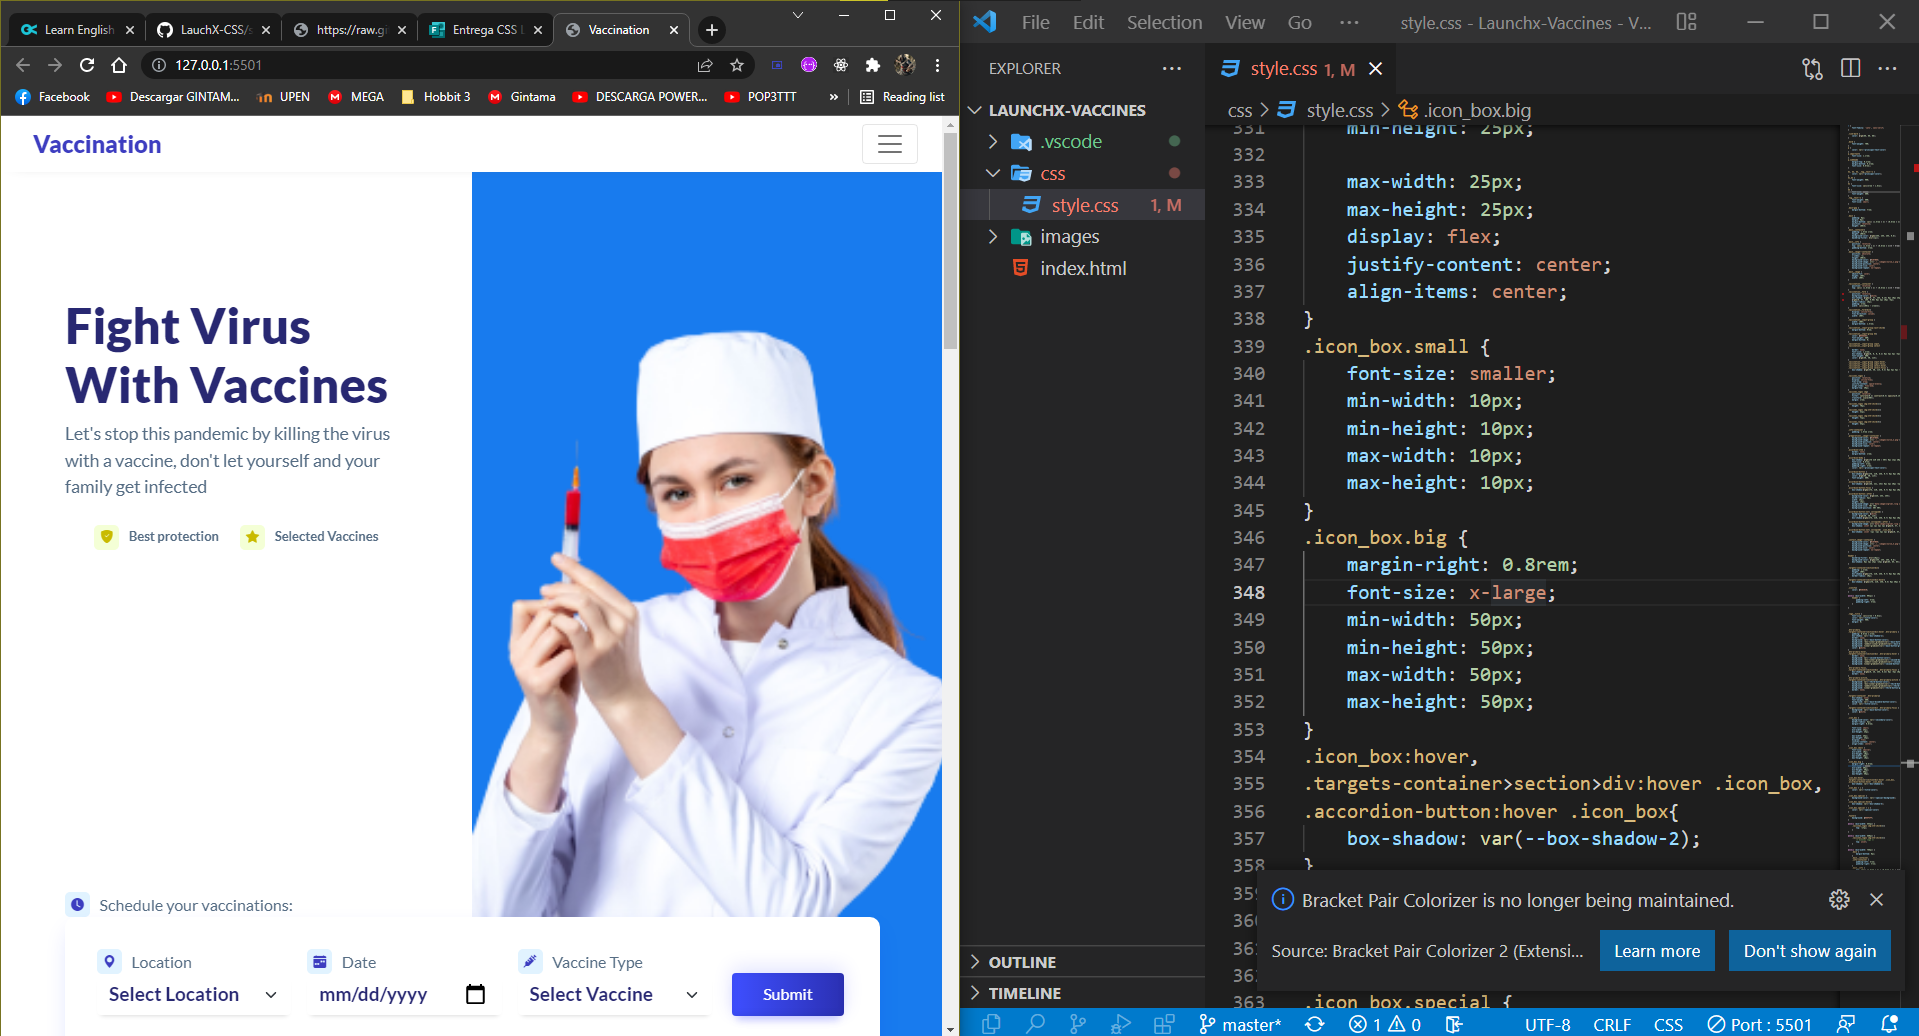 Learn English
LauchX-CSS/s
https://raw.gi
Entrega CSS L
Vaccination
127.0.0.1:5501
Facebook
Descargar GINTAM...
UPEN
MEGA
Hobbit 3
Gintama
DESCARGA POWER...
POP3TTT
»
Reading list
Vaccination
Fight Virus
With Vaccines
Let's stop this pandemic by killing the virus
with a vaccine, don't let yourself and your
family get infected
Best protection
Selected Vaccines
Schedule your vaccinations:
Location
Date
Vaccine Type
Select Location
mm/dd/yyyy
Select Vaccine
Submit
File Edit Selection View Go ···
style.css - Launchx-Vaccines - V...
EXPLORER
LAUNCHX-VACCINES
.vscode
css
style.css 1, M
images
index.html
OUTLINE
TIMELINE
style.css 1, M
css > style.css > .icon_box.big
331 min-height: 25px;
332
333 max-width: 25px;
334 max-height: 25px;
335 display: flex;
336 justify-content: center;
337 align-items: center;
338 }
339 .icon_box.small {
340 font-size: smaller;
341 min-width: 10px;
342 min-height: 10px;
343 max-width: 10px;
344 max-height: 10px;
345 }
346 .icon_box.big {
347 margin-right: 0.8rem;
348 font-size: x-large;
349 min-width: 50px;
350 min-height: 50px;
351 max-width: 50px;
352 max-height: 50px;
353 }
354 .icon_box:hover,
355 .targets-container>section>div:hover .icon_box,
356 .accordion-button:hover .icon_box{
357 box-shadow: var(--box-shadow-2);
358 }
363 .icon_box.special {
Bracket Pair Colorizer is no longer being maintained.
Source: Bracket Pair Colorizer 2 (Extensi...
Learn more
Don't show again
master*
1
0
UTF-8
CRLF
CSS
Port : 5501